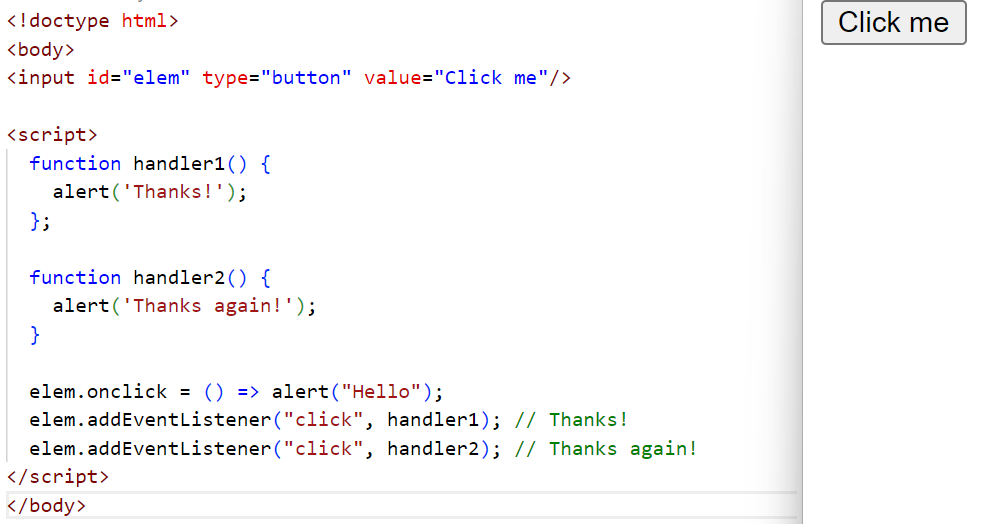 <!doctype html>
<body>
<input id="elem" type="button" value="Click me"/>
<script>
function handler1() {
alert('Thanks!');
};
function handler2() {
alert('Thanks again!');
}
elem.onclick = () => alert("Hello");
elem.addEventListener("click", handler1); // Thanks!
elem.addEventListener("click", handler2); // Thanks again!
</script>
</body>
Click me